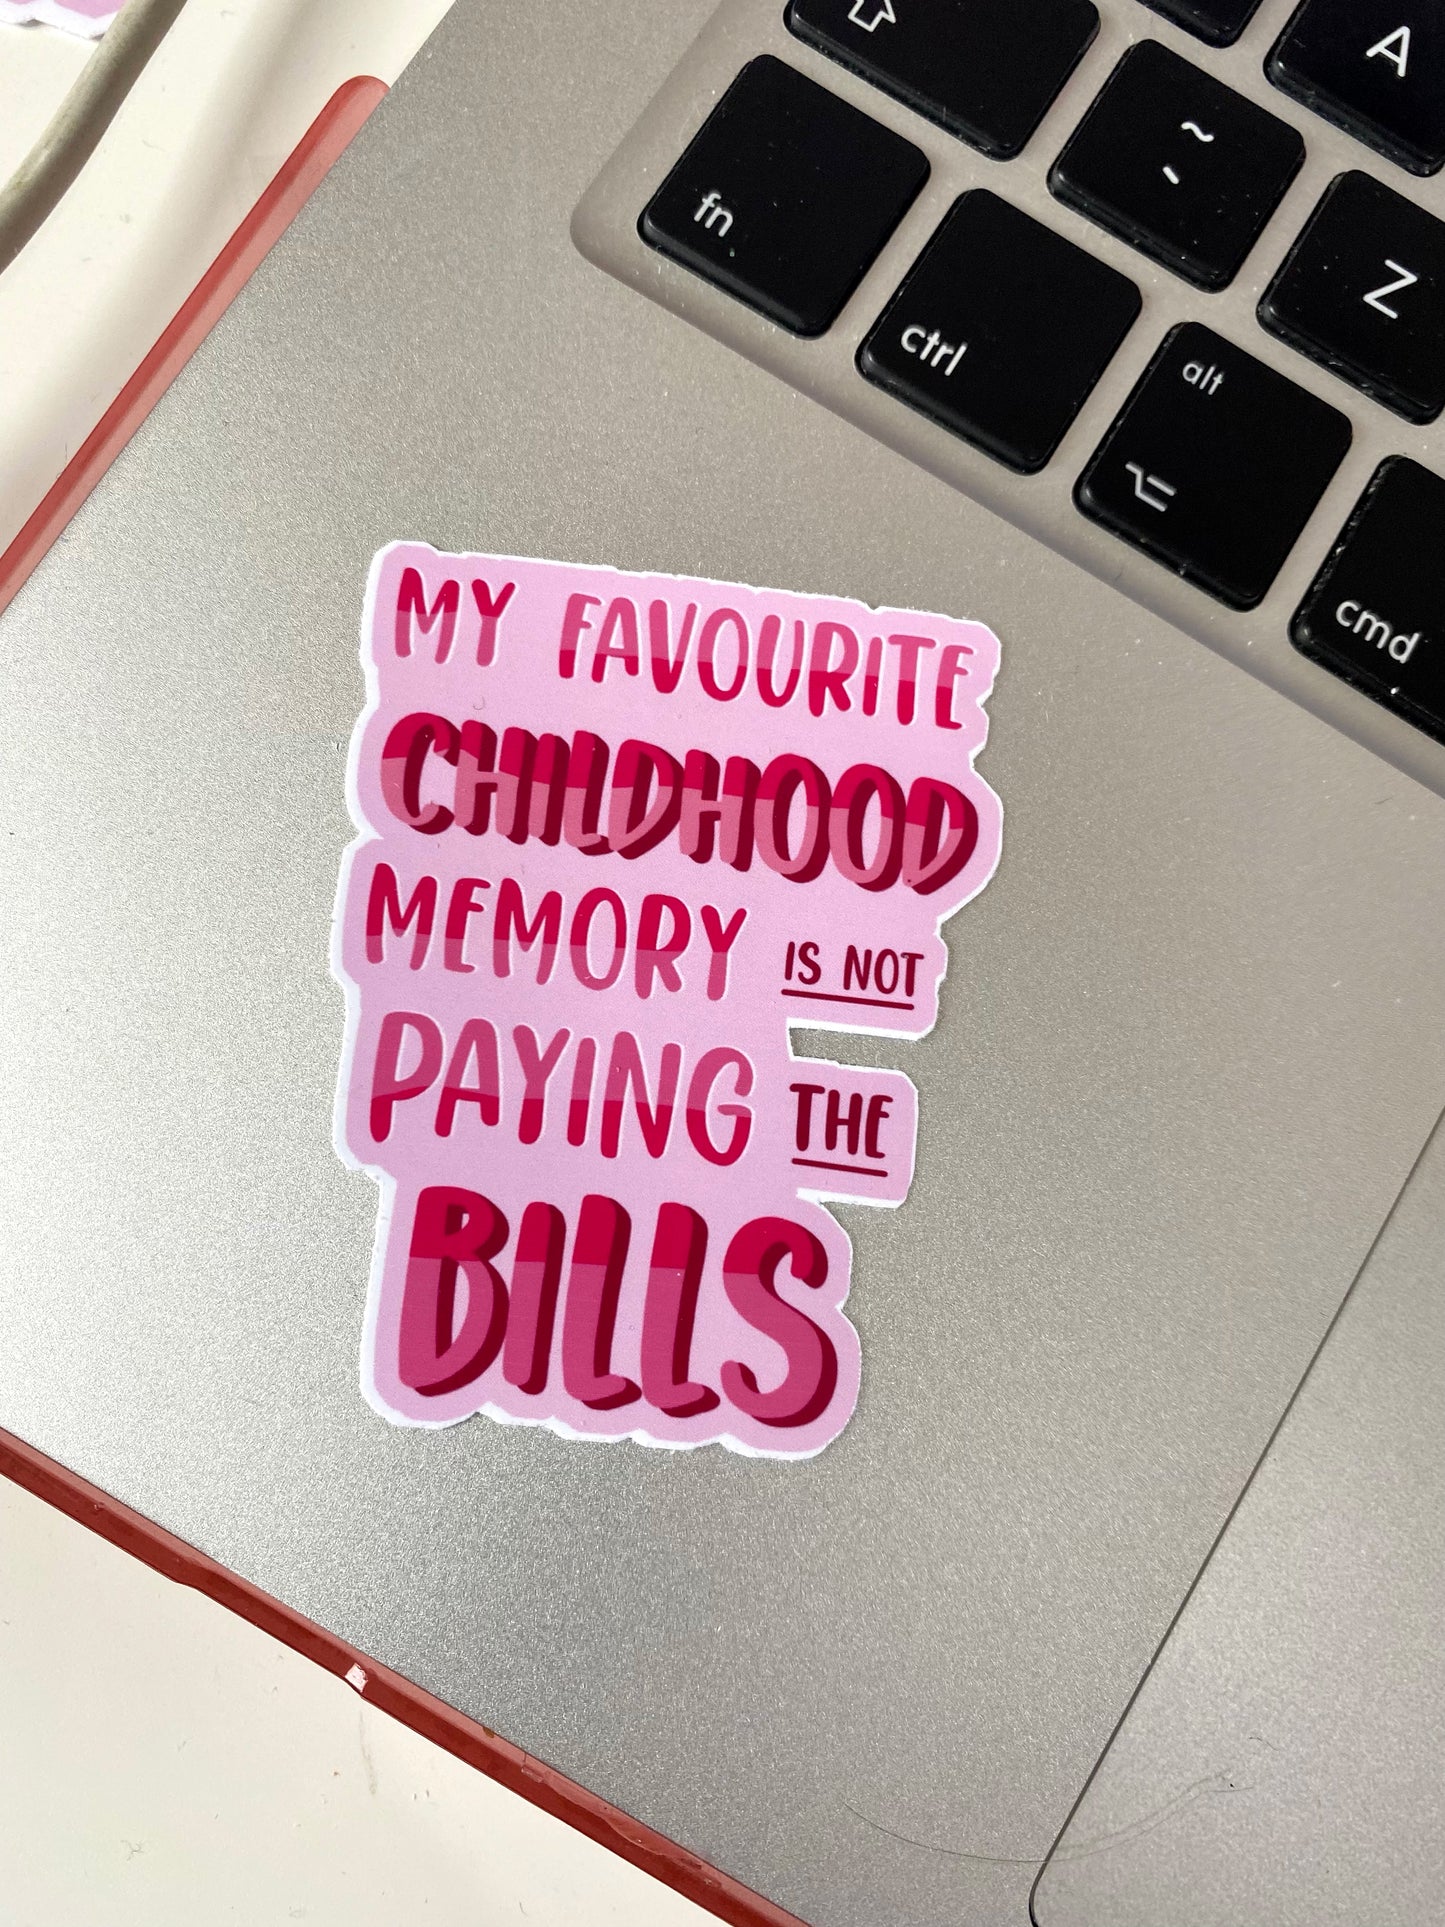 A
~
`
fn
Z
ctrl
alt
cmd
MY FAVOURITE
CHILDHOOD
MEMORY IS NOT
PAYING THE
BILLS